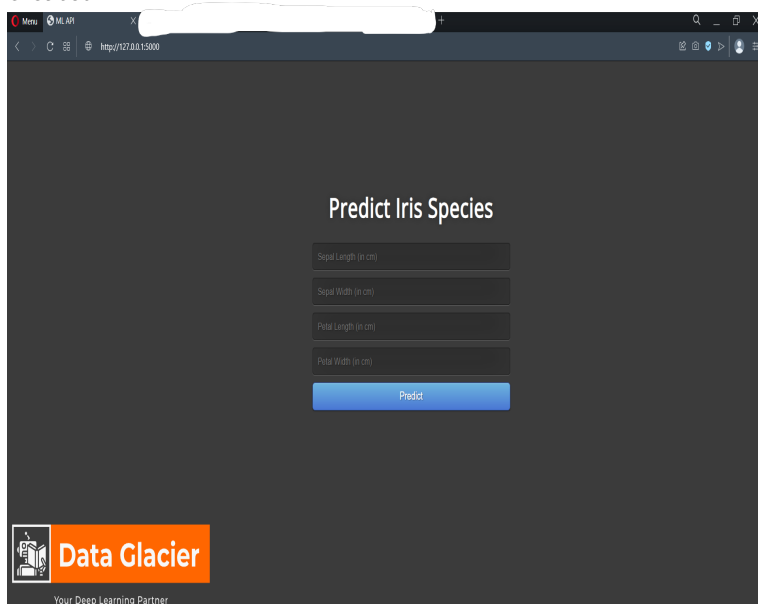 Menu
ML API
http://127.0.0.1:5000
Predict Iris Species
Sepal Length (in cm)
Sepal Width (in cm)
Petal Length (in cm)
Petal Width (in cm)
Predict
Data Glacier
Your Deep Learning Partner